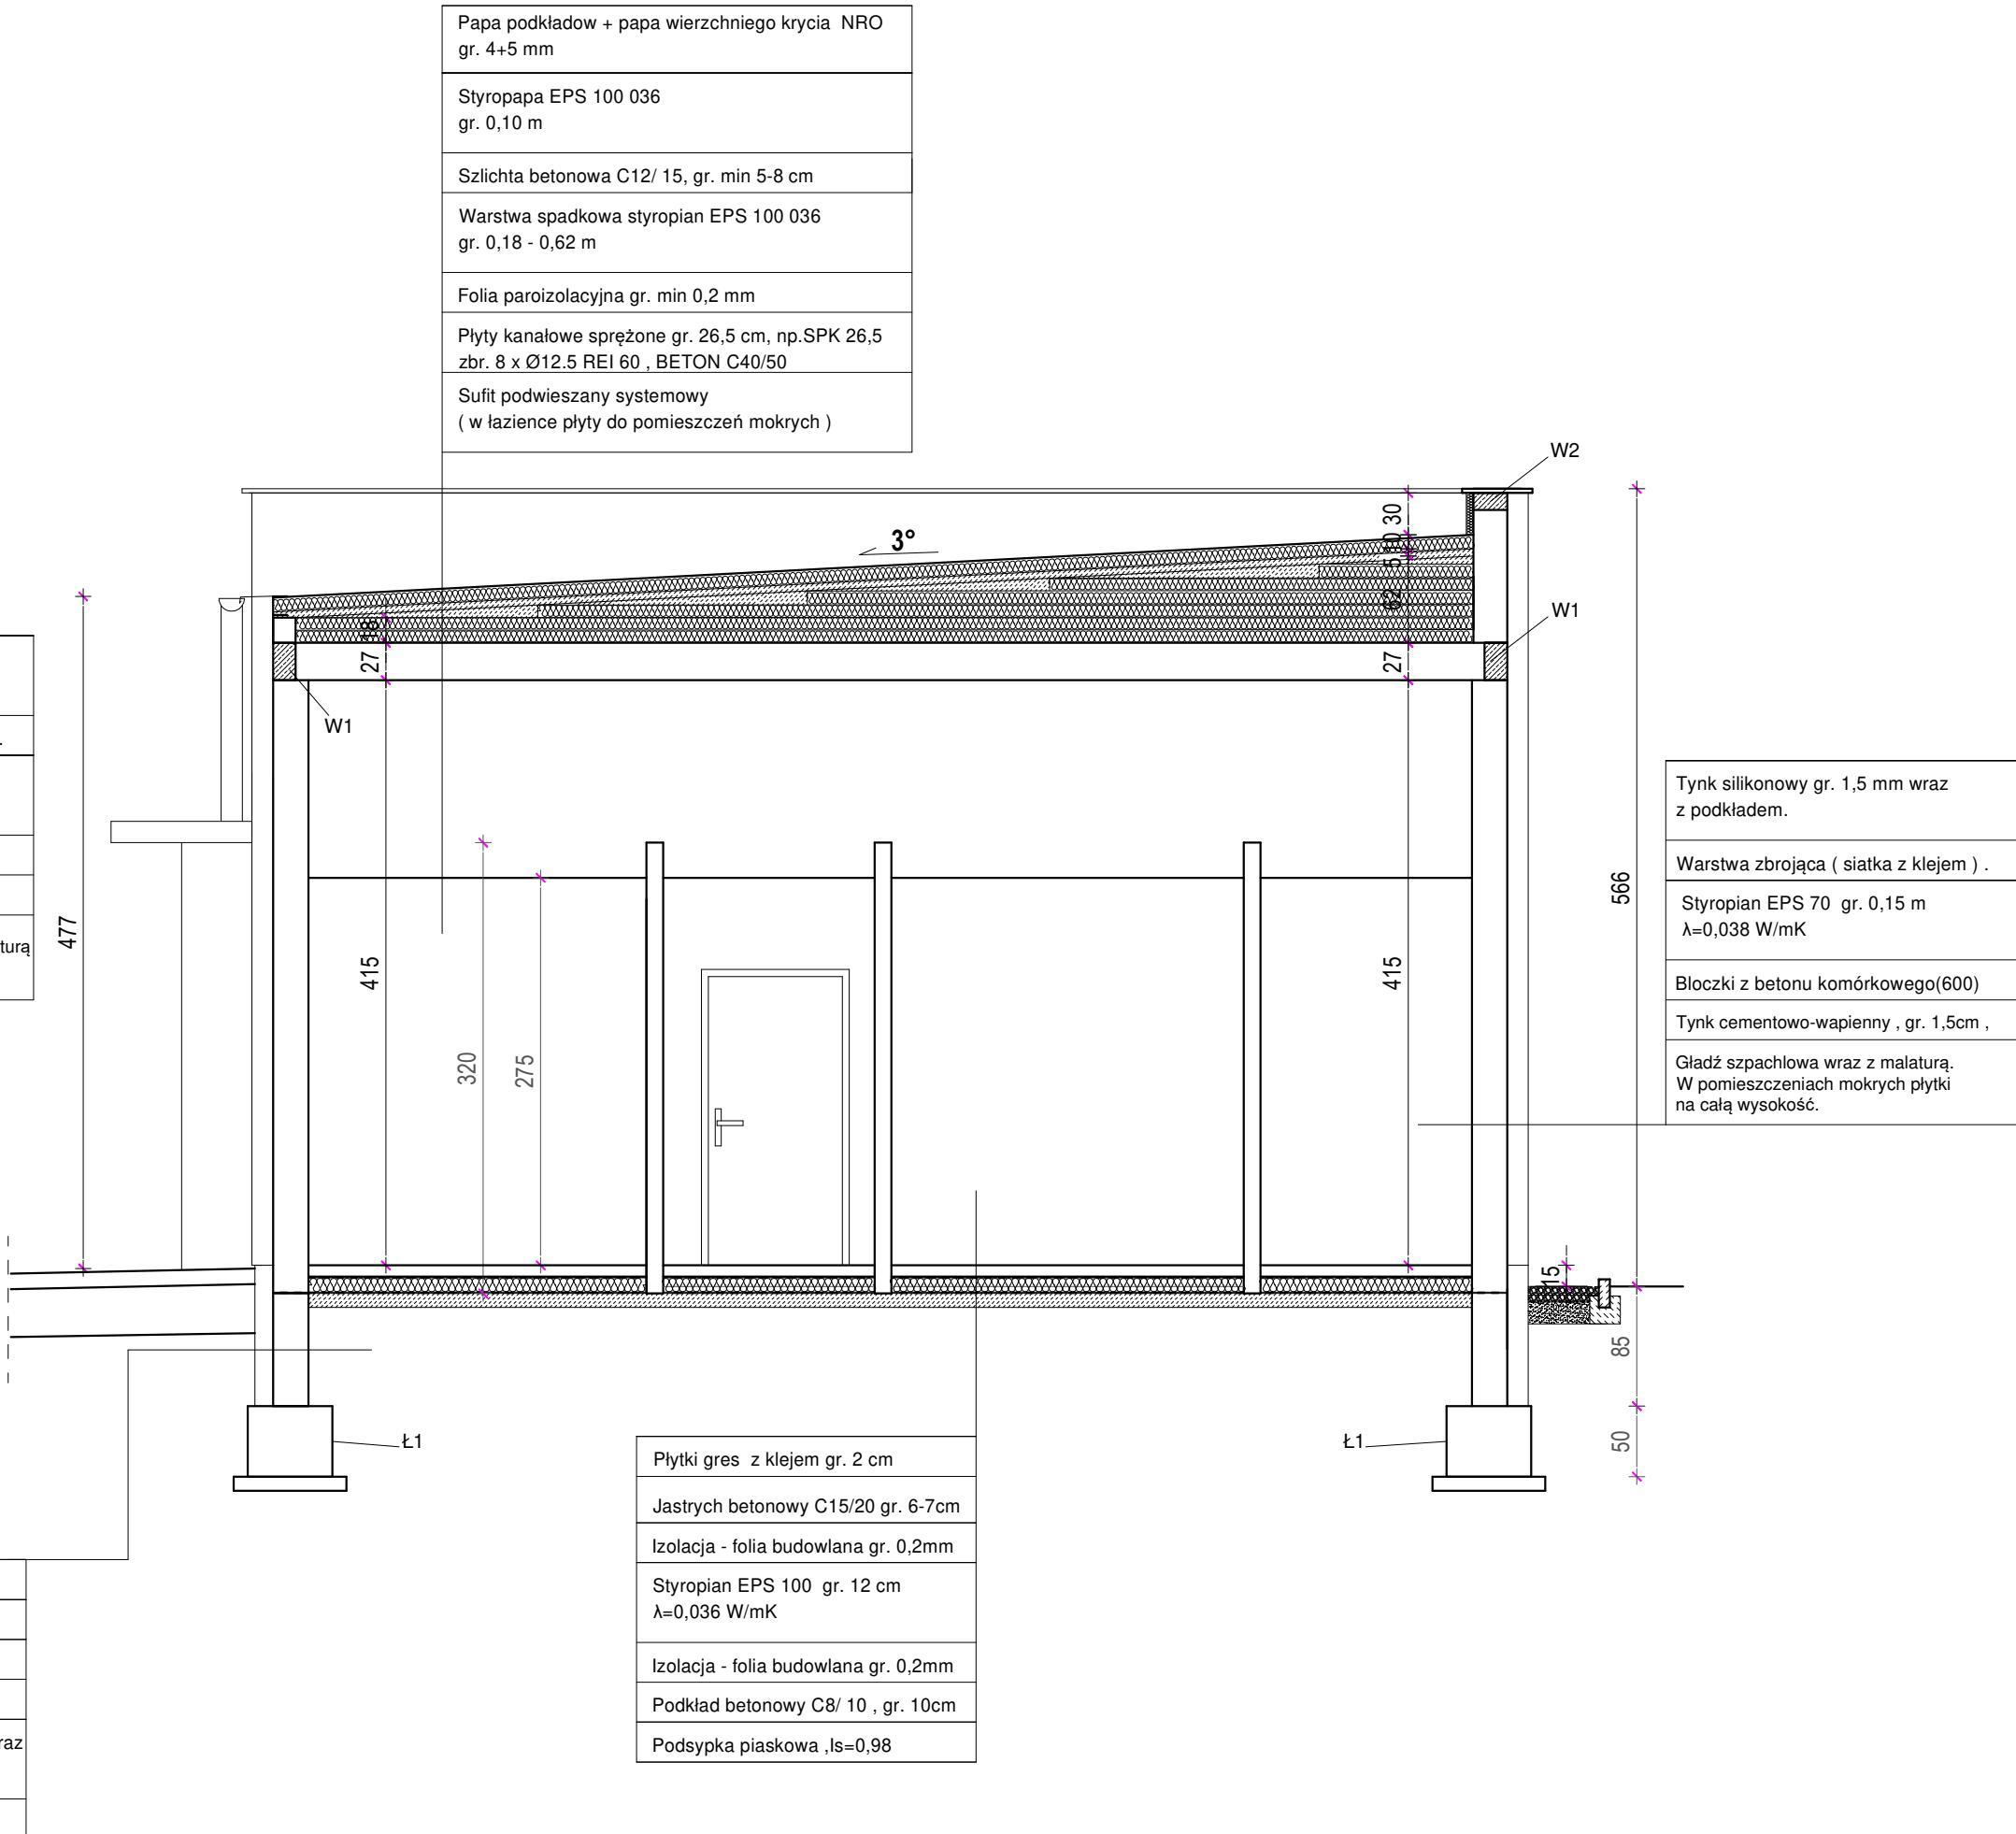 Papa podkładow + papa wierzchniego krycia NRO
gr. 4+5 mm
Styropapa EPS 100 036
gr. 0,10 m
Szlichta betonowa C12/ 15, gr. min 5-8 cm
Warstwa spadkowa styropian EPS 100 036
gr. 0,18 - 0,62 m
Folia paroizolacyjna gr. min 0,2 mm
Płyty kanałowe sprężone gr. 26,5 cm, np.SPK 26,5
zbr. 8 x Ø12.5 REI 60 , BETON C40/50
Sufit podwieszany systemowy
( w łazience płyty do pomieszczeń mokrych )
W2
30
3°
10
5
62
W1
18
27
27
W1
.
turą
477
415
320
275
415
566
Tynk silikonowy gr. 1,5 mm wraz
z podkładem.
Warstwa zbrojąca ( siatka z klejem ) .
Styropian EPS 70 gr. 0,15 m
λ=0,038 W/mK
Bloczki z betonu komórkowego(600)
Tynk cementowo-wapienny , gr. 1,5cm ,
Gładź szpachlowa wraz z malaturą.
W pomieszczeniach mokrych płytki
na całą wysokość.
15
85
50
Ł1
Ł1
Płytki gres z klejem gr. 2 cm
Jastrych betonowy C15/20 gr. 6-7cm
Izolacja - folia budowlana gr. 0,2mm
Styropian EPS 100 gr. 12 cm
λ=0,036 W/mK
Izolacja - folia budowlana gr. 0,2mm
Podkład betonowy C8/ 10 , gr. 10cm
Podsypka piaskowa ,Is=0,98
raz